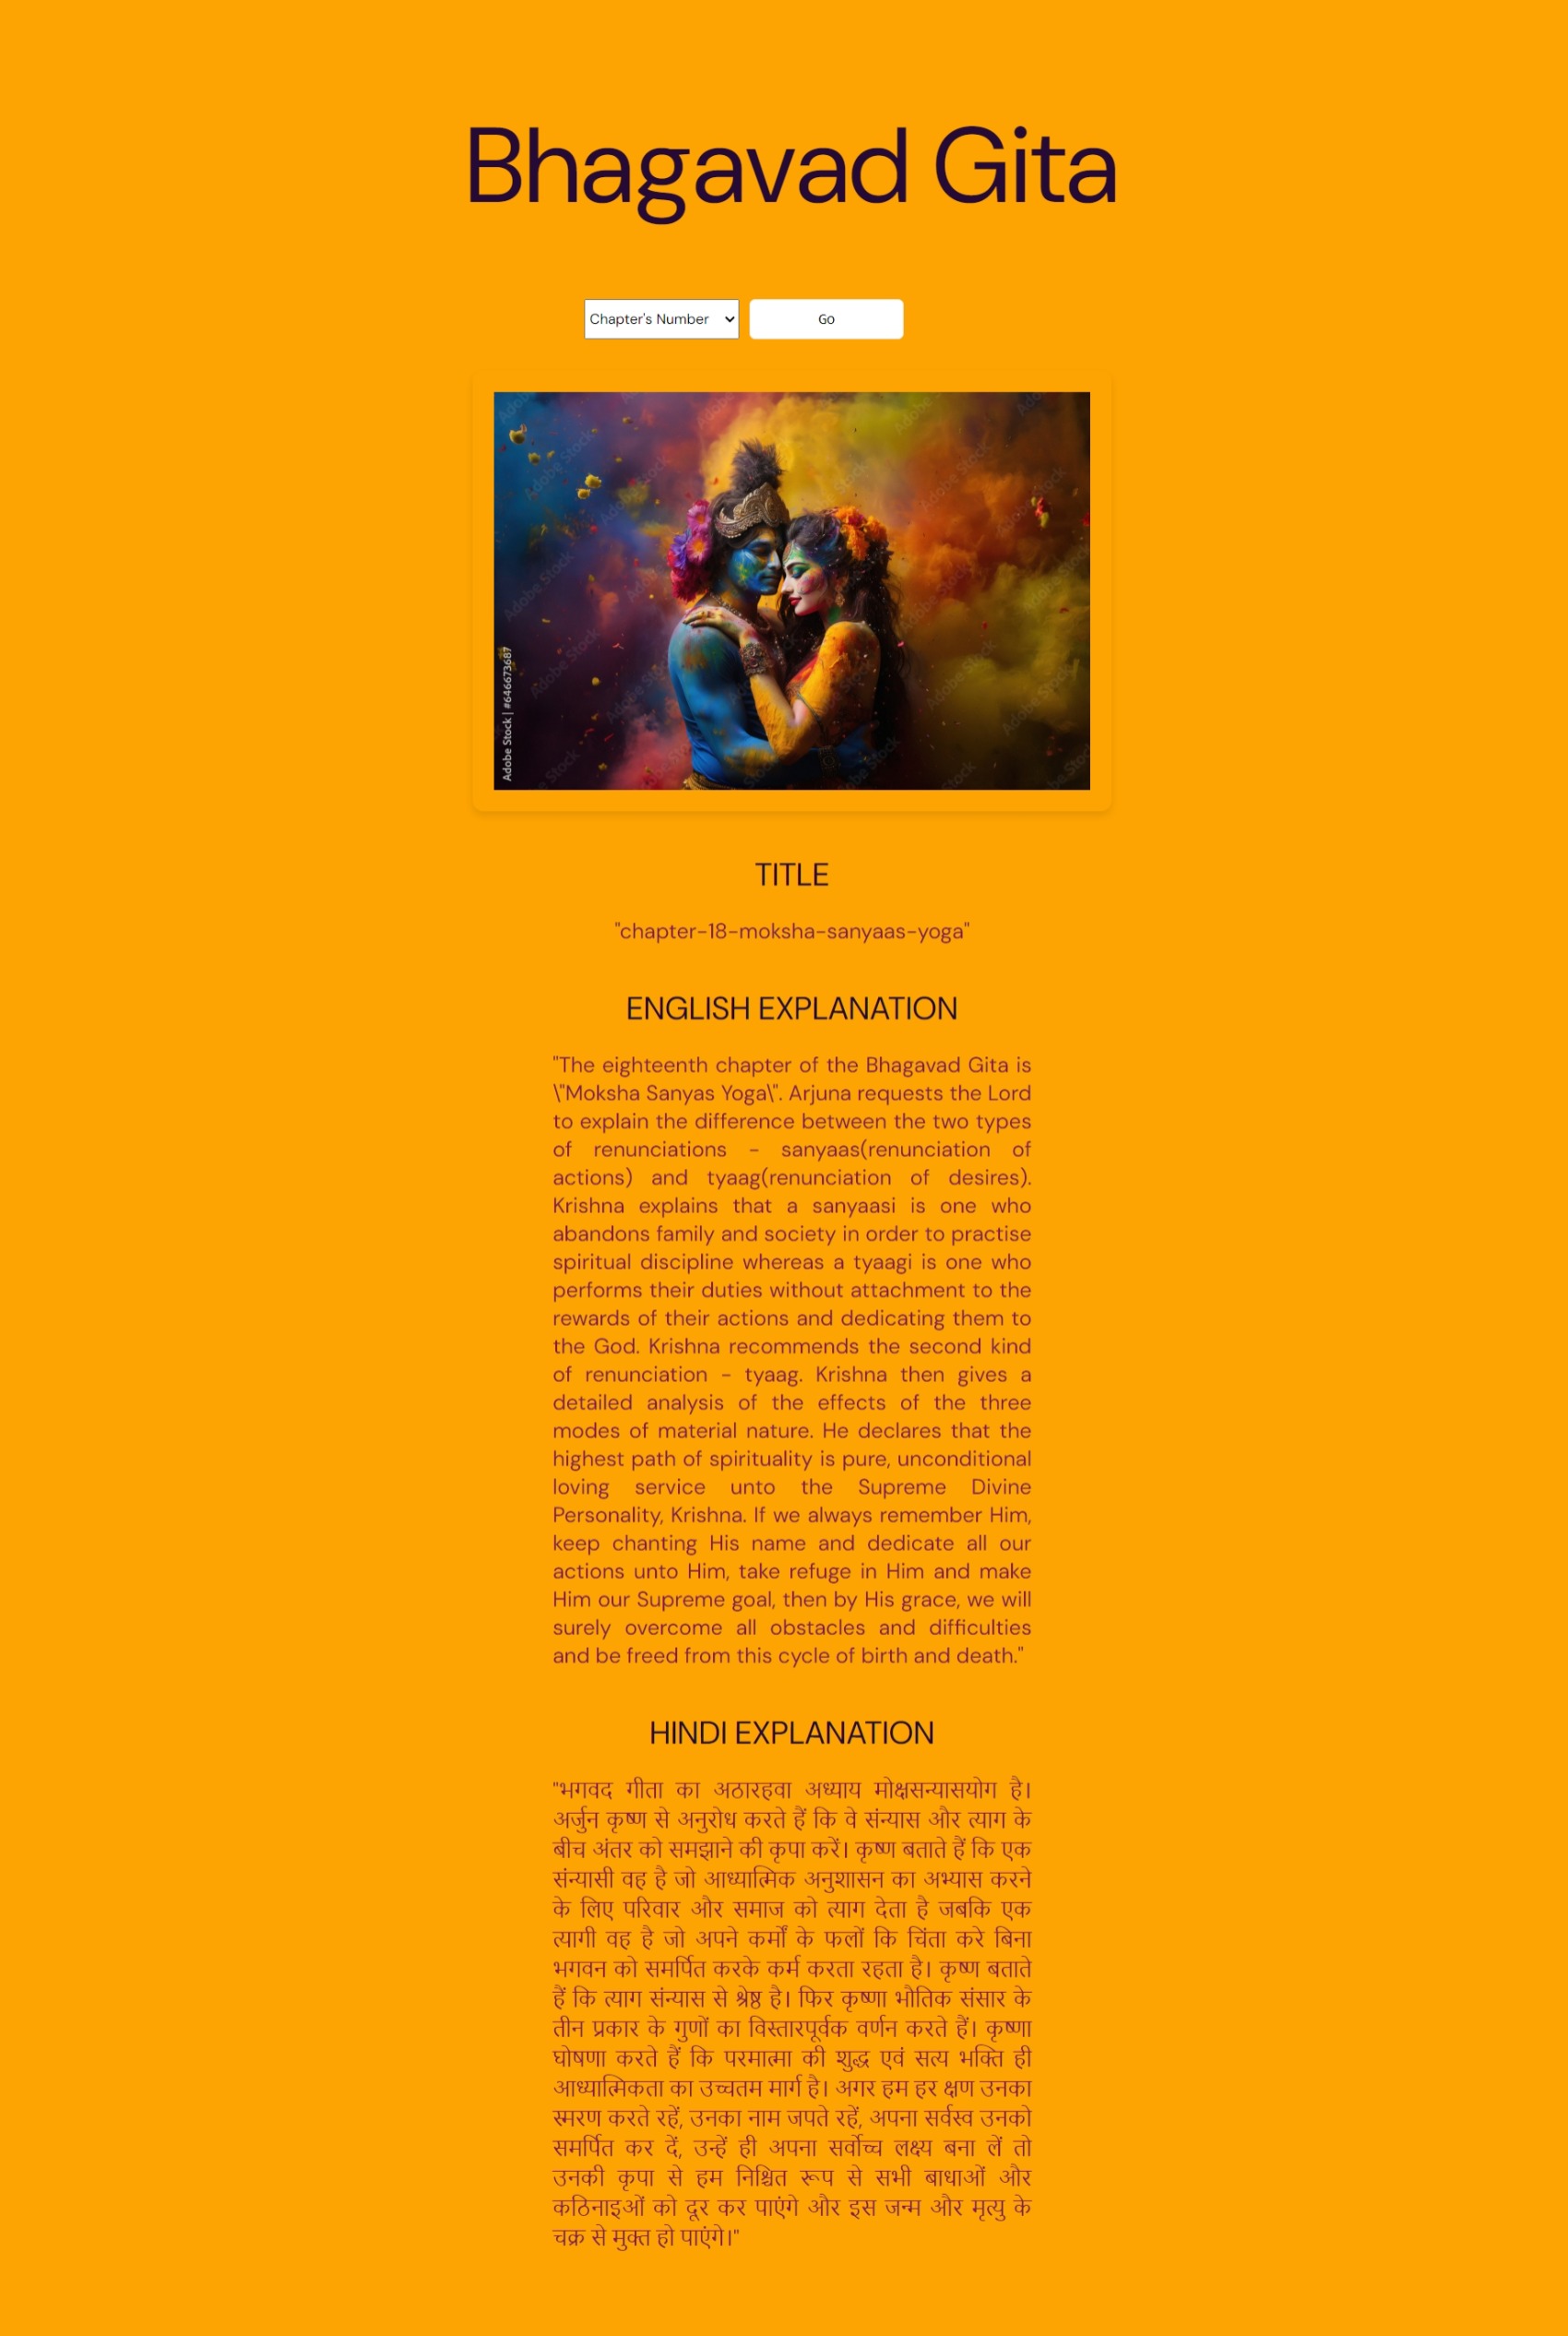 Bhagavad Gita
Chapter's Number
Go
Adobe Stock | #646673687
TITLE
"chapter-18-moksha-sanyaas-yoga"
ENGLISH EXPLANATION
"The eighteenth chapter of the Bhagavad Gita is
\"Moksha Sanyas Yoga\". Arjuna requests the Lord
to explain the difference between the two types
of renunciations - sanyaas(renunciation of
actions) and tyaag(renunciation of desires).
Krishna explains that a sanyaasi is one who
abandons family and society in order to practise
spiritual discipline whereas a tyaagi is one who
performs their duties without attachment to the
rewards of their actions and dedicating them to
the God. Krishna recommends the second kind
of renunciation - tyaag. Krishna then gives a
detailed analysis of the effects of the three
modes of material nature. He declares that the
highest path of spirituality is pure, unconditional
loving service unto the Supreme Divine
Personality, Krishna. If we always remember Him,
keep chanting His name and dedicate all our
actions unto Him, take refuge in Him and make
Him our Supreme goal, then by His grace, we will
surely overcome all obstacles and difficulties
and be freed from this cycle of birth and death."
HINDI EXPLANATION
"भगवद गीता का अठारहवा अध्याय मोक्षसन्यासयोग है।
अर्जुन कृष्ण से अनुरोध करते हैं कि वे संन्यास और त्याग के
बीच अंतर को समझाने की कृपा करें। कृष्ण बताते हैं कि एक
संन्यासी वह है जो आध्यात्मिक अनुशासन का अभ्यास करने
के लिए परिवार और समाज को त्याग देता है जबकि एक
त्यागी वह है जो अपने कर्मों के फलों कि चिंता करे बिना
भगवन को समर्पित करके कर्म करता रहता है। कृष्ण बताते
हैं कि त्याग संन्यास से श्रेष्ठ है। फिर कृष्णा भौतिक संसार के
तीन प्रकार के गुणों का विस्तारपूर्वक वर्णन करते हैं। कृष्णा
घोषणा करते हैं कि परमात्मा की शुद्ध एवं सत्य भक्ति ही
आध्यात्मिकता का उच्चतम मार्ग है। अगर हम हर क्षण उनका
स्मरण करते रहें, उनका नाम जपते रहें, अपना सर्वस्व उनको
समर्पित कर दें, उन्हें ही अपना सर्वोच्च लक्ष्य बना लें तो
उनकी कृपा से हम निश्चित रूप से सभी बाधाओं और
कठिनाइओं को दूर कर पाएंगे और इस जन्म और मृत्यु के
चक्र से मुक्त हो पाएंगे।"